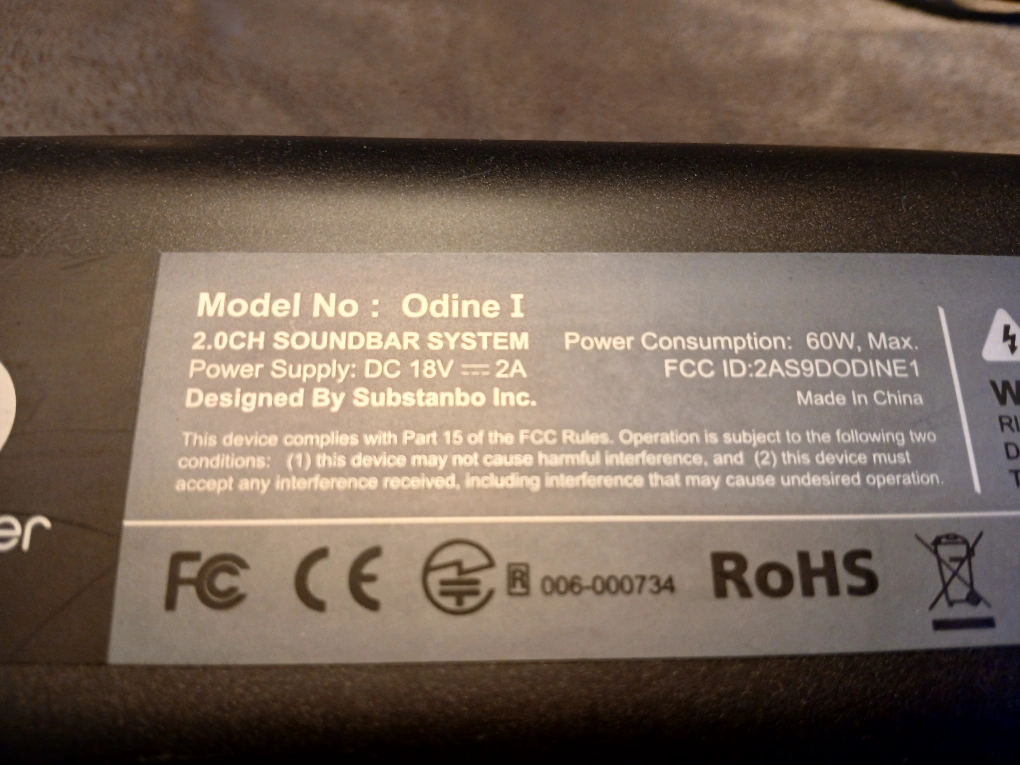 Model No : Odine I
2.0CH SOUNDBAR SYSTEM
Power Supply: DC 18V ⎓ 2A
Designed By Substanbo Inc.
Power Consumption: 60W, Max.
FCC ID:2AS9DODINE1
Made In China
This device complies with Part 15 of the FCC Rules. Operation is subject to the following two
conditions: (1) this device may not cause harmful interference, and (2) this device must
accept any interference received, including interference that may cause undesired operation.
FC CE R 006-000734 RoHS
er